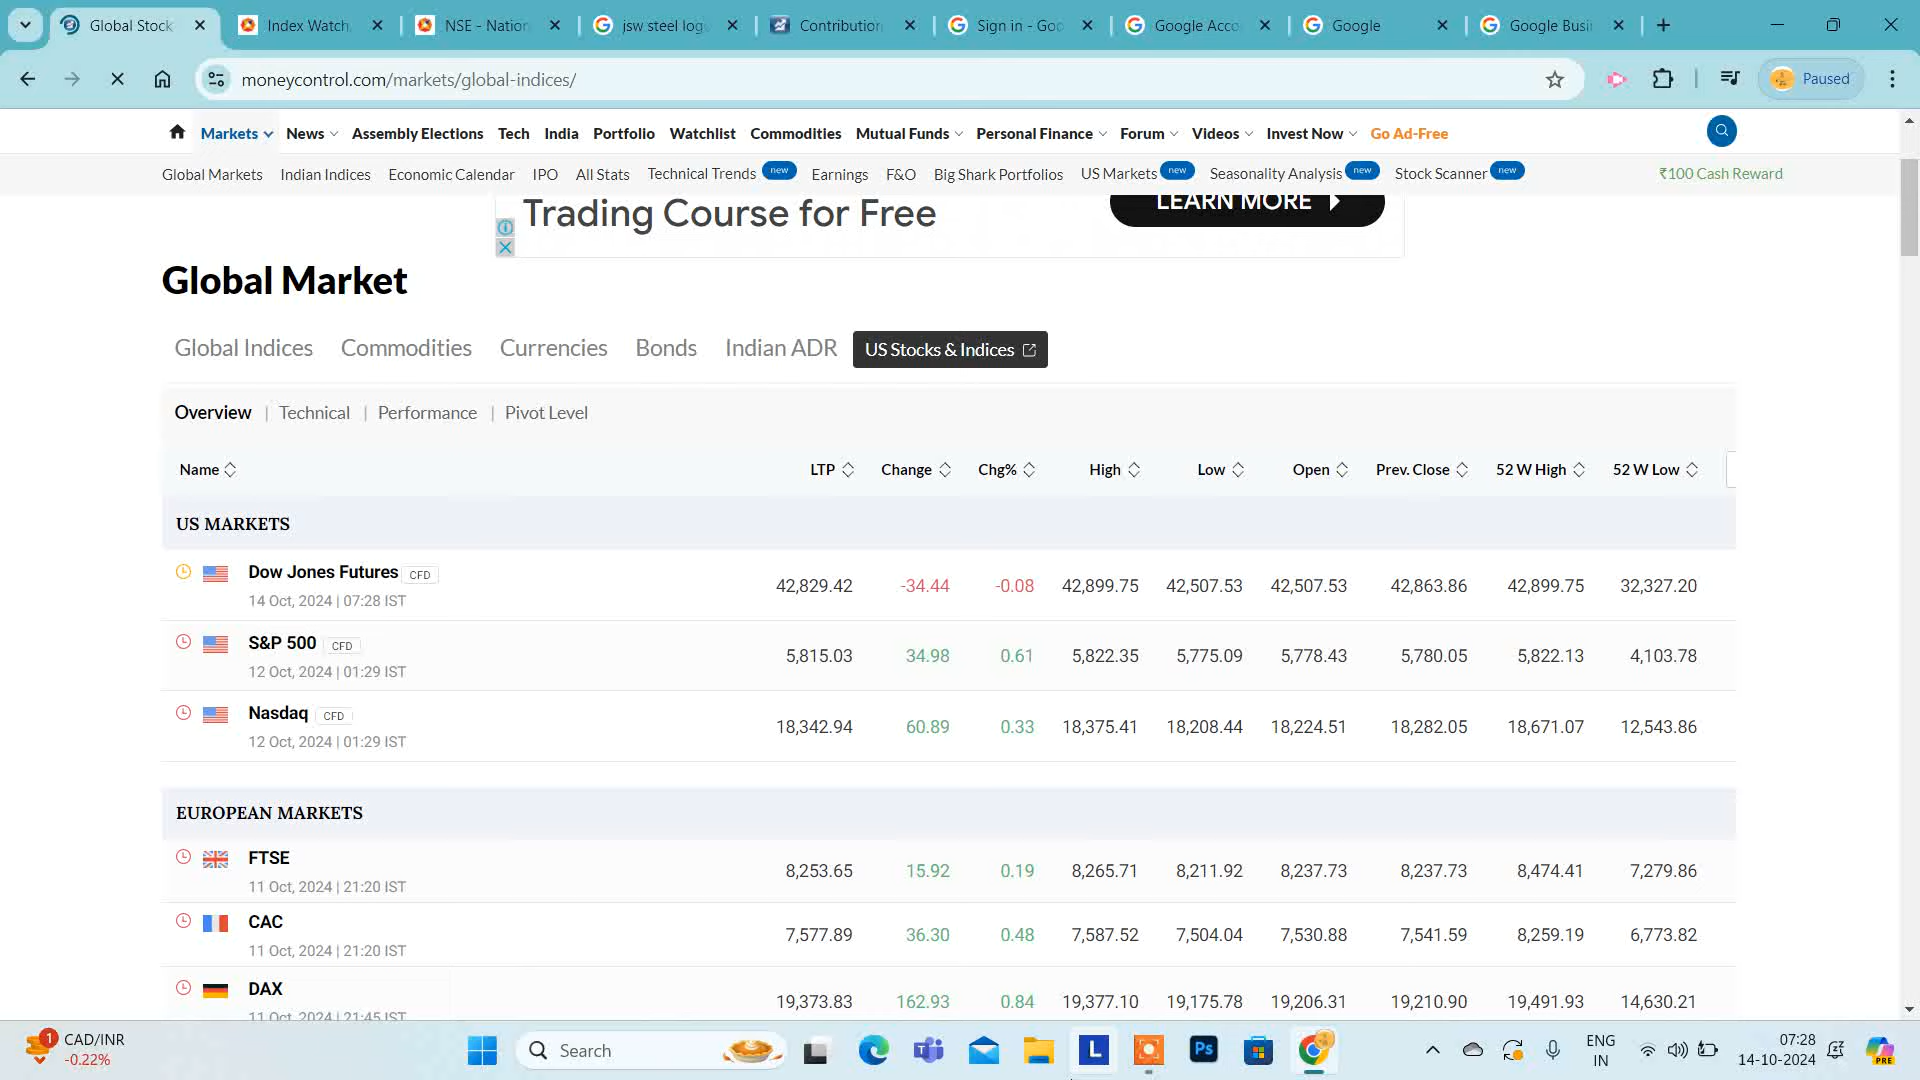 Global Stock
Index Watch
NSE - Nation
jsw steel log
Contribution
Sign in - Goo
Google Acco
Google
Google Busi
moneycontrol.com/markets/global-indices/
Paused
Markets News Assembly Elections Tech India Portfolio Watchlist Commodities Mutual Funds Personal Finance Forum Videos Invest Now Go Ad-Free
Global Markets Indian Indices Economic Calendar IPO All Stats Technical Trends new Earnings F&O Big Shark Portfolios US Markets new Seasonality Analysis new Stock Scanner new ₹100 Cash Reward
Trading Course for Free
LEARN MORE
Global Market
Global Indices Commodities Currencies Bonds Indian ADR US Stocks & Indices
Overview | Technical | Performance | Pivot Level
Name LTP Change Chg% High Low Open Prev. Close 52 W High 52 W Low
US MARKETS
Dow Jones Futures CFD
14 Oct, 2024 | 07:28 IST
42,829.42 -34.44 -0.08 42,899.75 42,507.53 42,507.53 42,863.86 42,899.75 32,327.20
S&P 500 CFD
12 Oct, 2024 | 01:29 IST
5,815.03 34.98 0.61 5,822.35 5,775.09 5,778.43 5,780.05 5,822.13 4,103.78
Nasdaq CFD
12 Oct, 2024 | 01:29 IST
18,342.94 60.89 0.33 18,375.41 18,208.44 18,224.51 18,282.05 18,671.07 12,543.86
EUROPEAN MARKETS
FTSE
11 Oct, 2024 | 21:20 IST
8,253.65 15.92 0.19 8,265.71 8,211.92 8,237.73 8,237.73 8,474.41 7,279.86
CAC
11 Oct, 2024 | 21:20 IST
7,577.89 36.30 0.48 7,587.52 7,504.04 7,530.88 7,541.59 8,259.19 6,773.82
DAX
11 Oct, 2024 | 21:45 IST
19,373.83 162.93 0.84 19,377.10 19,175.78 19,206.31 19,210.90 19,491.93 14,630.21
1
CAD/INR
-0.22%
Search
L
Ps
ENG
IN
07:28
14-10-2024
PRE